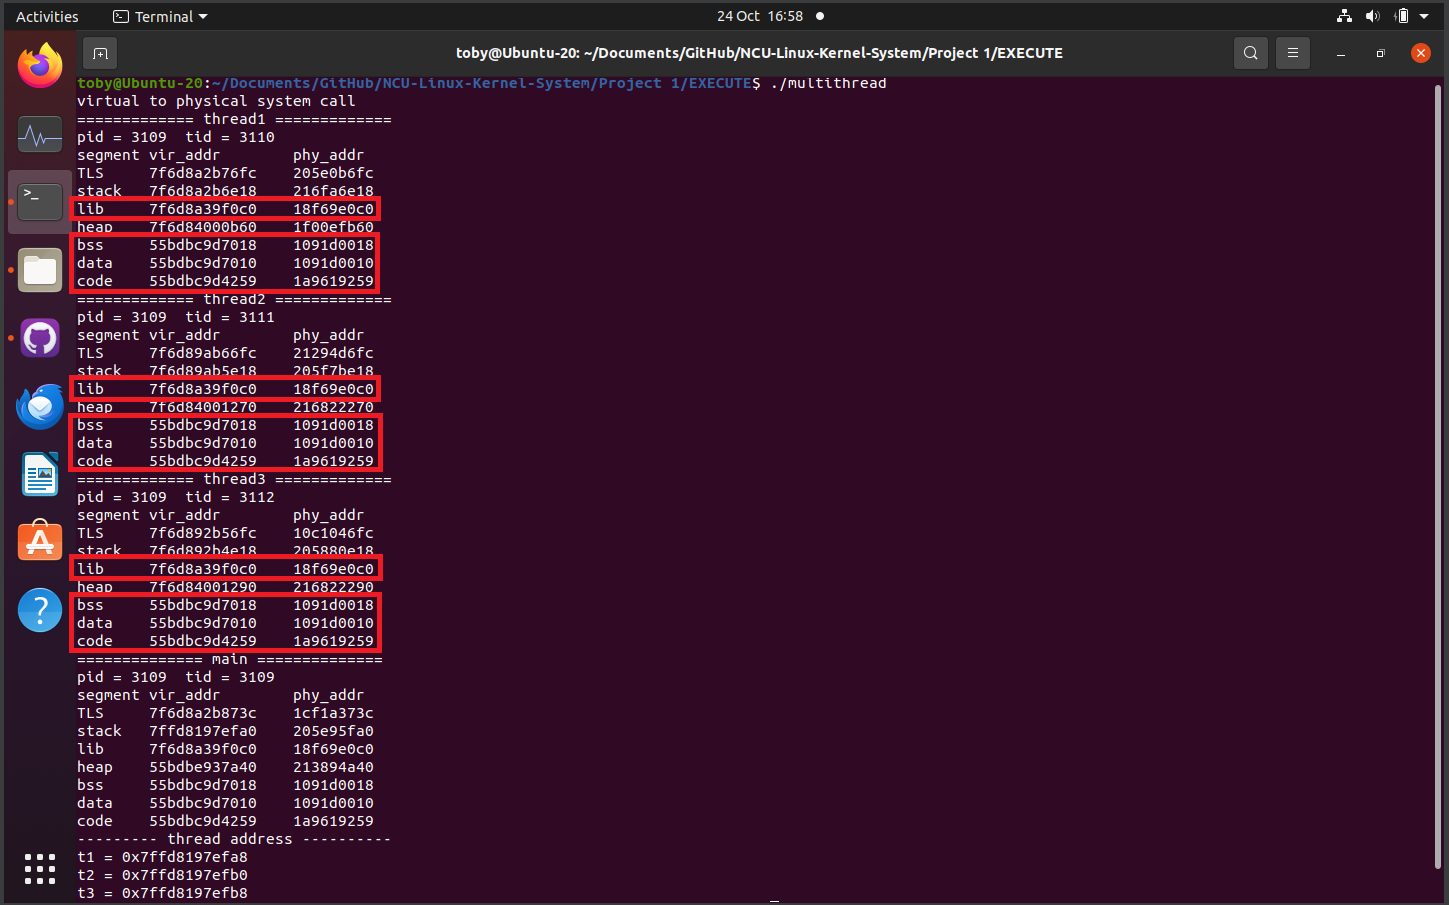 Activities
Terminal
24 Oct 16:58
toby@Ubuntu-20: ~/Documents/GitHub/NCU-Linux-Kernel-System/Project 1/EXECUTE
toby@Ubuntu-20:~/Documents/GitHub/NCU-Linux-Kernel-System/Project 1/EXECUTE$ ./multithread
virtual to physical system call
============= thread1 =============
pid = 3109  tid = 3110
segment vir_addr        phy_addr
TLS     7f6d8a2b76fc    205e0b6fc
stack   7f6d8a2b6e18    216fa6e18
lib     7f6d8a39f0c0    18f69e0c0
heap    7f6d84000b60    1f00efb60
bss     55bdbc9d7018    1091d0018
data    55bdbc9d7010    1091d0010
code    55bdbc9d4259    1a9619259
============= thread2 =============
pid = 3109  tid = 3111
segment vir_addr        phy_addr
TLS     7f6d89ab66fc    21294d6fc
stack   7f6d89ab5e18    205f7be18
lib     7f6d8a39f0c0    18f69e0c0
heap    7f6d84001270    216822270
bss     55bdbc9d7018    1091d0018
data    55bdbc9d7010    1091d0010
code    55bdbc9d4259    1a9619259
============= thread3 =============
pid = 3109  tid = 3112
segment vir_addr        phy_addr
TLS     7f6d892b56fc    10c1046fc
stack   7f6d892b4e18    205880e18
lib     7f6d8a39f0c0    18f69e0c0
heap    7f6d84001290    216822290
bss     55bdbc9d7018    1091d0018
data    55bdbc9d7010    1091d0010
code    55bdbc9d4259    1a9619259
============== main ==============
pid = 3109  tid = 3109
segment vir_addr        phy_addr
TLS     7f6d8a2b873c    1cf1a373c
stack   7ffd8197efa0    205e95fa0
lib     7f6d8a39f0c0    18f69e0c0
heap    55bdbe937a40    213894a40
bss     55bdbc9d7018    1091d0018
data    55bdbc9d7010    1091d0010
code    55bdbc9d4259    1a9619259
--------- thread address ----------
t1 = 0x7ffd8197efa8
t2 = 0x7ffd8197efb0
t3 = 0x7ffd8197efb8